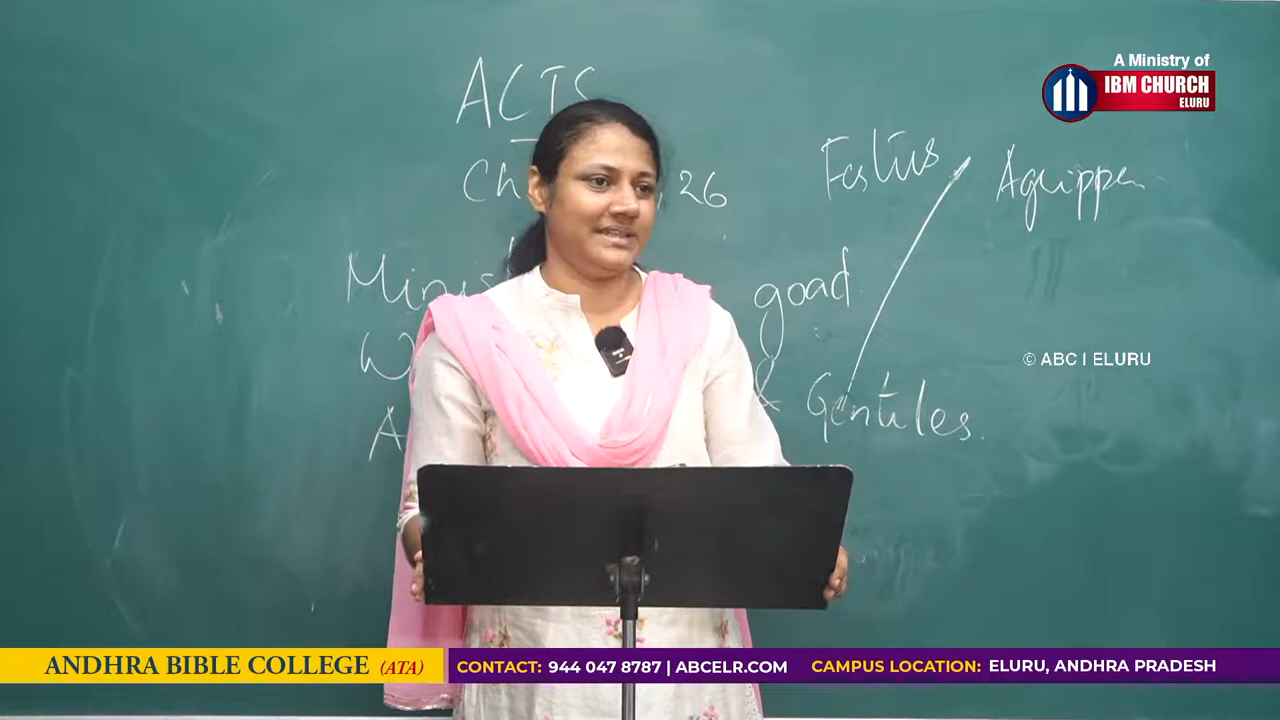 A Ministry of
IBM CHURCH
ELURU
ACTS
Festus
Agrippa
26
goad
& Gentiles.
© ABC I ELURU
ANDHRA BIBLE COLLEGE (ATA)
CONTACT: 944 047 8787 | ABCELR.COM
CAMPUS LOCATION: ELURU, ANDHRA PRADESH